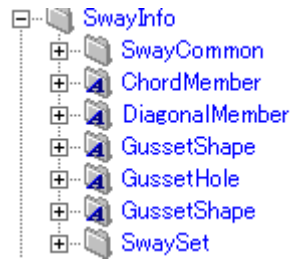 SwayInfo
SwayCommon
A ChordMember
A DiagonalMember
A GussetShape
A GussetHole
A GussetShape
SwaySet